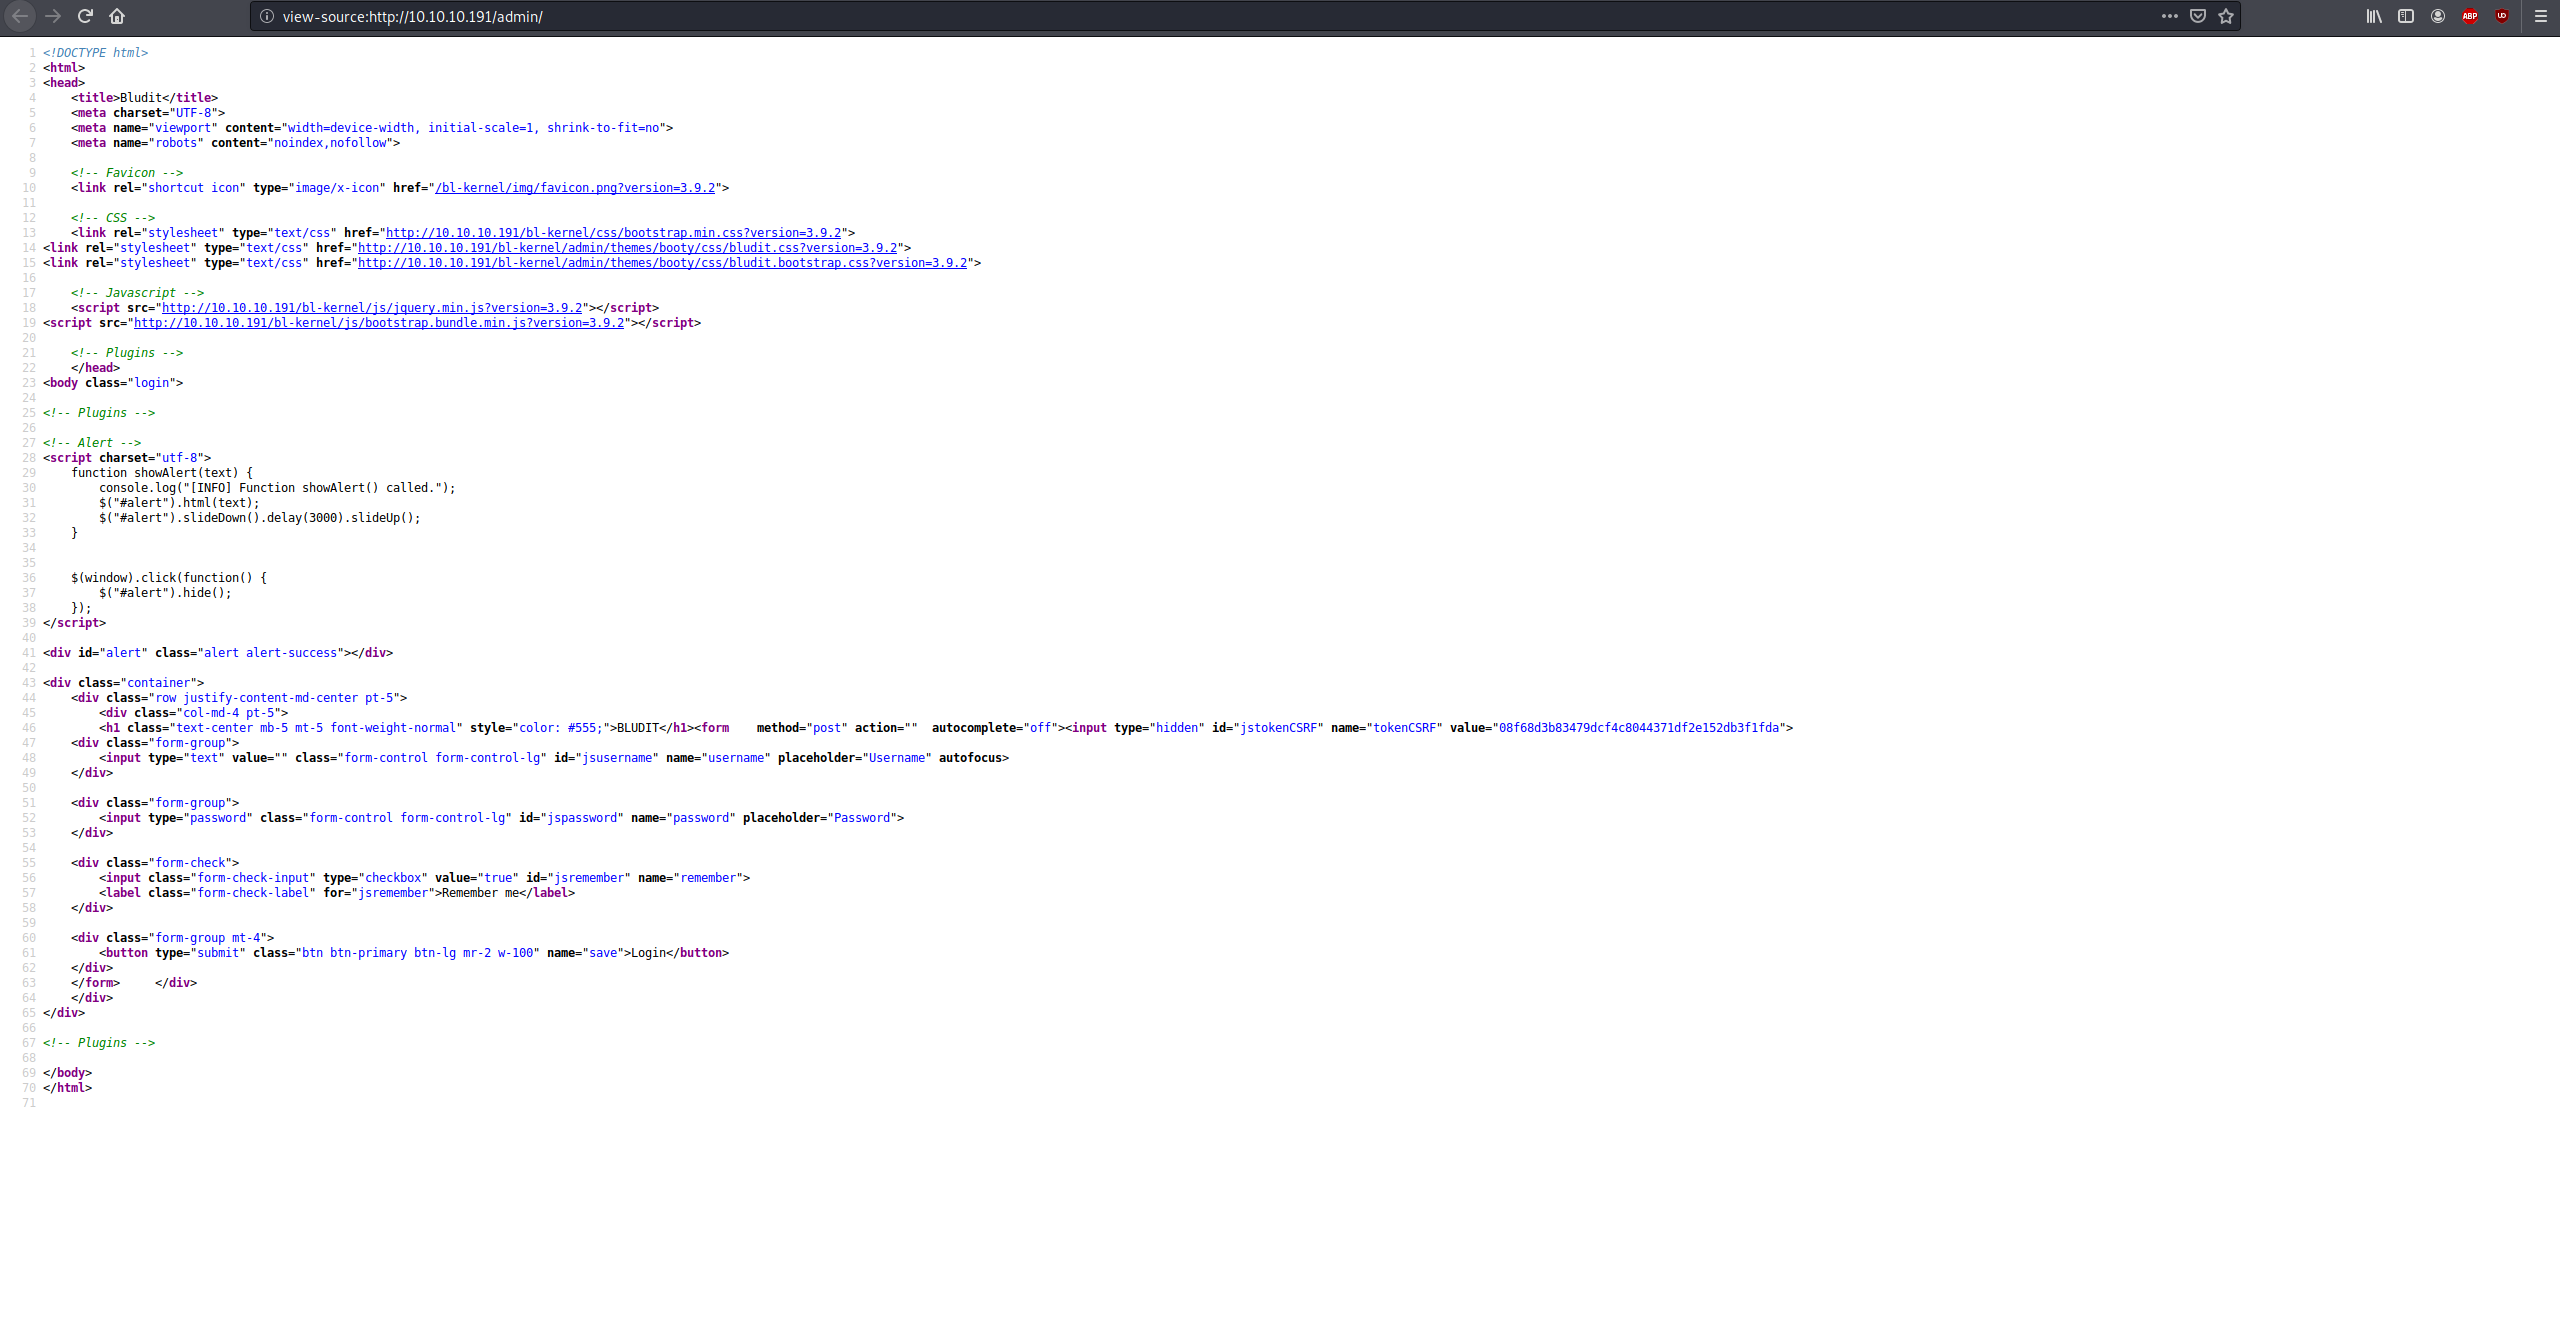 view-source:http://10.10.10.191/admin/
ABP
1 <!DOCTYPE html>
2 <html>
3 <head>
4     <title>Bludit</title>
5     <meta charset="UTF-8">
6     <meta name="viewport" content="width=device-width, initial-scale=1, shrink-to-fit=no">
7     <meta name="robots" content="noindex,nofollow">
8
9     <!-- Favicon -->
10     <link rel="shortcut icon" type="image/x-icon" href="/bl-kernel/img/favicon.png?version=3.9.2">
11
12     <!-- CSS -->
13     <link rel="stylesheet" type="text/css" href="http://10.10.10.191/bl-kernel/css/bootstrap.min.css?version=3.9.2">
14 <link rel="stylesheet" type="text/css" href="http://10.10.10.191/bl-kernel/admin/themes/booty/css/bludit.css?version=3.9.2">
15 <link rel="stylesheet" type="text/css" href="http://10.10.10.191/bl-kernel/admin/themes/booty/css/bludit.bootstrap.css?version=3.9.2">
16
17     <!-- Javascript -->
18     <script src="http://10.10.10.191/bl-kernel/js/jquery.min.js?version=3.9.2"></script>
19 <script src="http://10.10.10.191/bl-kernel/js/bootstrap.bundle.min.js?version=3.9.2"></script>
20
21     <!-- Plugins -->
22     </head>
23 <body class="login">
24
25 <!-- Plugins -->
26
27 <!-- Alert -->
28 <script charset="utf-8">
29     function showAlert(text) {
30         console.log("[INFO] Function showAlert() called.");
31         $("#alert").html(text);
32         $("#alert").slideDown().delay(3000).slideUp();
33     }
34
35
36     $(window).click(function() {
37         $("#alert").hide();
38     });
39 </script>
40
41 <div id="alert" class="alert alert-success"></div>
42
43 <div class="container">
44     <div class="row justify-content-md-center pt-5">
45         <div class="col-md-4 pt-5">
46         <h1 class="text-center mb-5 mt-5 font-weight-normal" style="color: #555;">BLUDIT</h1><form    method="post" action=""  autocomplete="off"><input type="hidden" id="jstokenCSRF" name="tokenCSRF" value="08f68d3b83479dcf4c8044371df2e152db3f1fda">
47     <div class="form-group">
48         <input type="text" value="" class="form-control form-control-lg" id="jsusername" name="username" placeholder="Username" autofocus>
49     </div>
50
51     <div class="form-group">
52         <input type="password" class="form-control form-control-lg" id="jspassword" name="password" placeholder="Password">
53     </div>
54
55     <div class="form-check">
56         <input class="form-check-input" type="checkbox" value="true" id="jsremember" name="remember">
57         <label class="form-check-label" for="jsremember">Remember me</label>
58     </div>
59
60     <div class="form-group mt-4">
61         <button type="submit" class="btn btn-primary btn-lg mr-2 w-100" name="save">Login</button>
62     </div>
63     </form>     </div>
64     </div>
65 </div>
66
67 <!-- Plugins -->
68
69 </body>
70 </html>
71